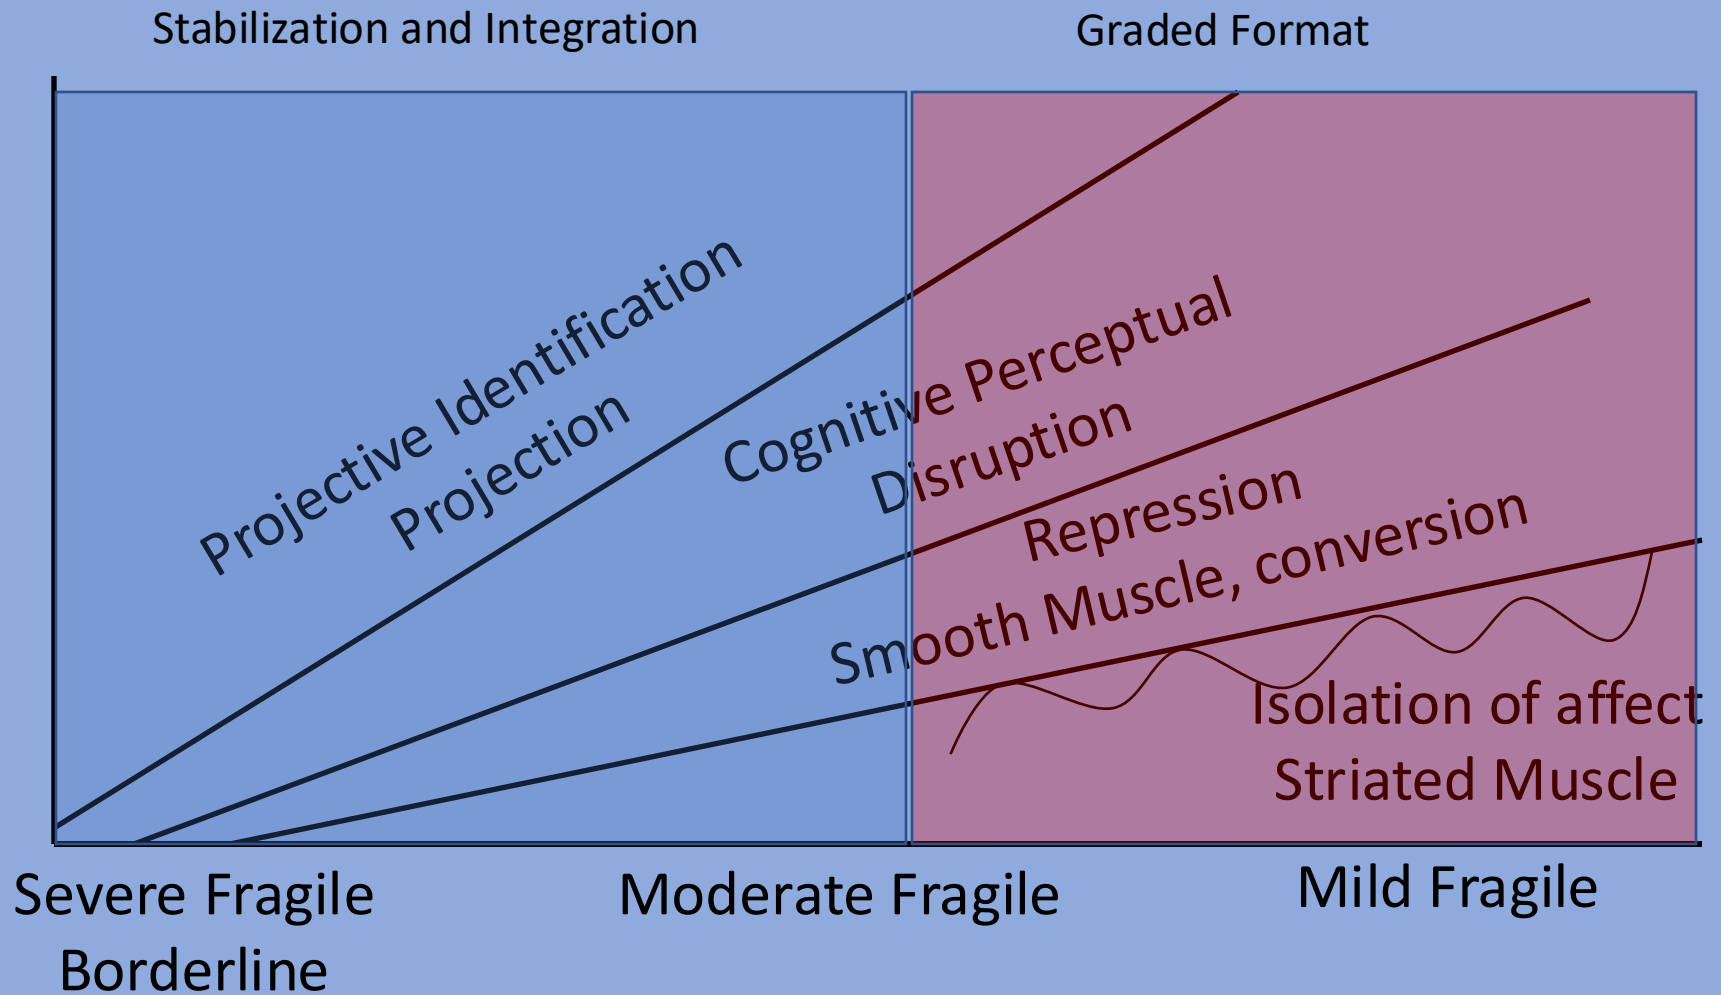 Stabilization and Integration
Graded Format
Projective Identification
Projection
Cognitive Perceptual
Disruption
Repression
Smooth Muscle, conversion
Isolation of affect
Striated Muscle
Severe Fragile
Borderline
Moderate Fragile
Mild Fragile